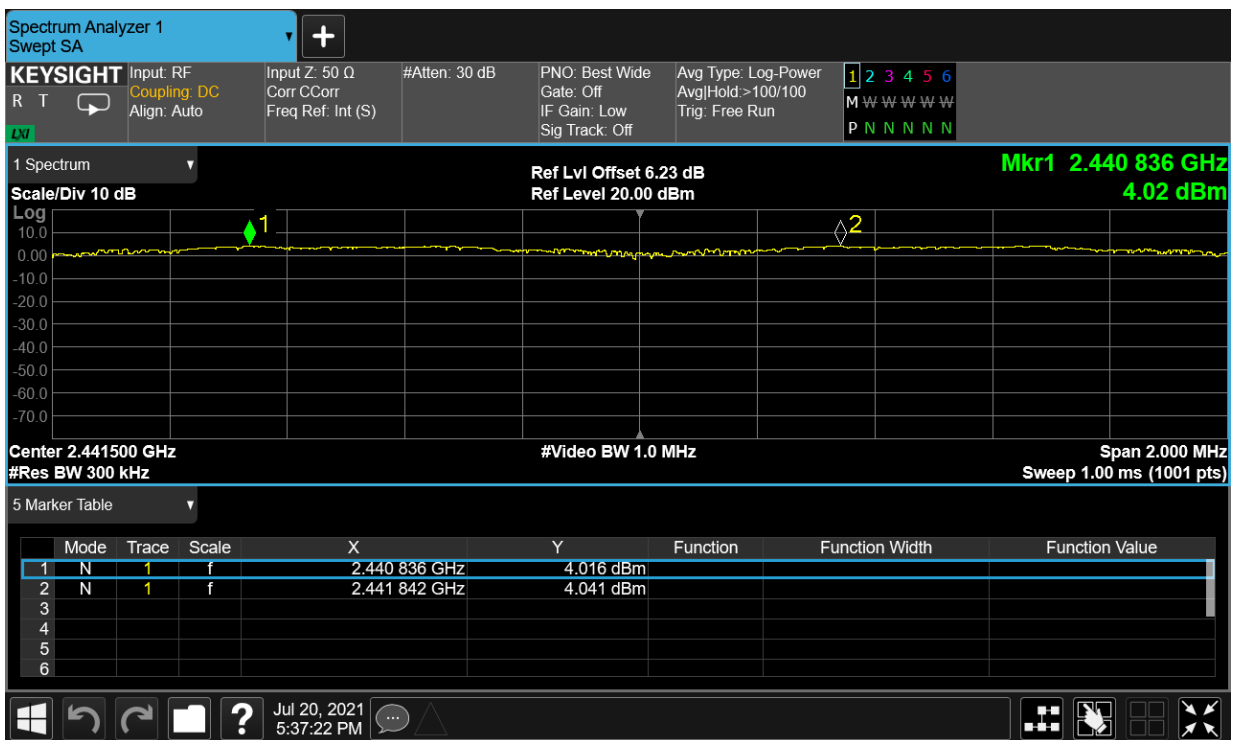 Spectrum Analyzer 1
Swept SA
+
KEYSIGHT Input: RF Input Z: 50 Ω #Atten: 30 dB PNO: Best Wide Avg Type: Log-Power 1 2 3 4 5 6
R T Coupling: DC Corr CCorr Gate: Off Avg|Hold:>100/100 M W W W W W
Align: Auto Freq Ref: Int (S) IF Gain: Low Trig: Free Run
LXI Sig Track: Off P N N N N N
1 Spectrum Ref Lvl Offset 6.23 dB Mkr1 2.440 836 GHz
Scale/Div 10 dB Ref Level 20.00 dBm 4.02 dBm
Log
1 2
10.0
0.00
-10.0
-20.0
-30.0
-40.0
-50.0
-60.0
-70.0
Center 2.441500 GHz #Video BW 1.0 MHz Span 2.000 MHz
#Res BW 300 kHz Sweep 1.00 ms (1001 pts)
5 Marker Table
Mode Trace Scale X Y Function Function Width Function Value
1 N 1 f 2.440 836 GHz 4.016 dBm
2 N 1 f 2.441 842 GHz 4.041 dBm
3
4
5
6
? Jul 20, 2021
5:37:22 PM